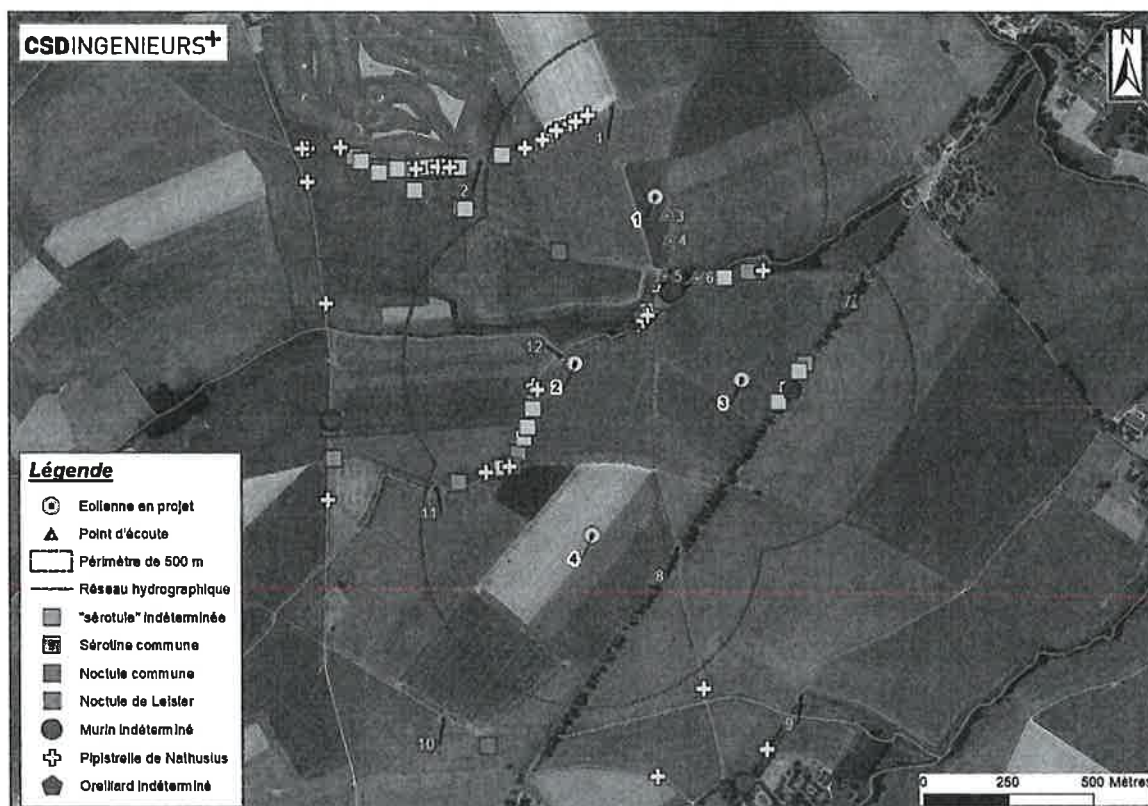 CSDINGENIEURS+
N
1
2
1
3
4
5
6
12
2
3
11
4
8
10
9
Légende
Eolienne en projet
Point d'écoute
Périmètre de 500 m
Réseau hydrographique
"sérotule" indéterminée
Sérotine commune
Noctule commune
Noctule de Leisler
Murin indéterminé
Pipistrelle de Nathusius
Oreillard indéterminé
0 250 500 Mètres